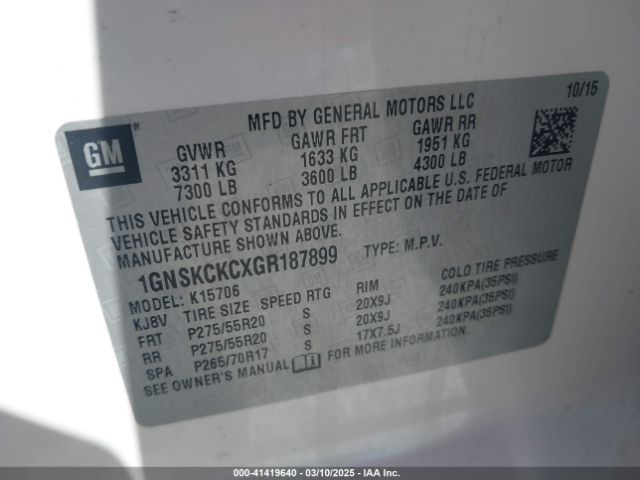 10/15
MFD BY GENERAL MOTORS LLC
GM ®
GVWR GAWR FRT GAWR RR
3311 KG 1633 KG 1951 KG
7300 LB 3600 LB 4300 LB
THIS VEHICLE CONFORMS TO ALL APPLICABLE U.S. FEDERAL MOTOR
VEHICLE SAFETY STANDARDS IN EFFECT ON THE DATE OF
MANUFACTURE SHOWN ABOVE.
1GNSKCKCXGR187899 TYPE: M.P.V.
MODEL: K15706
KJ8V TIRE SIZE SPEED RTG RIM COLD TIRE PRESSURE
FRT P275/55R20 S 20X9J 240KPA(35PSI)
RR P275/55R20 S 20X9J 240KPA(35PSI)
SPA P265/70R17 S 17X7.5J 240KPA(35PSI)
SEE OWNER'S MANUAL FOR MORE INFORMATION.
000-41419640 - 03/10/2025 - IAA Inc.